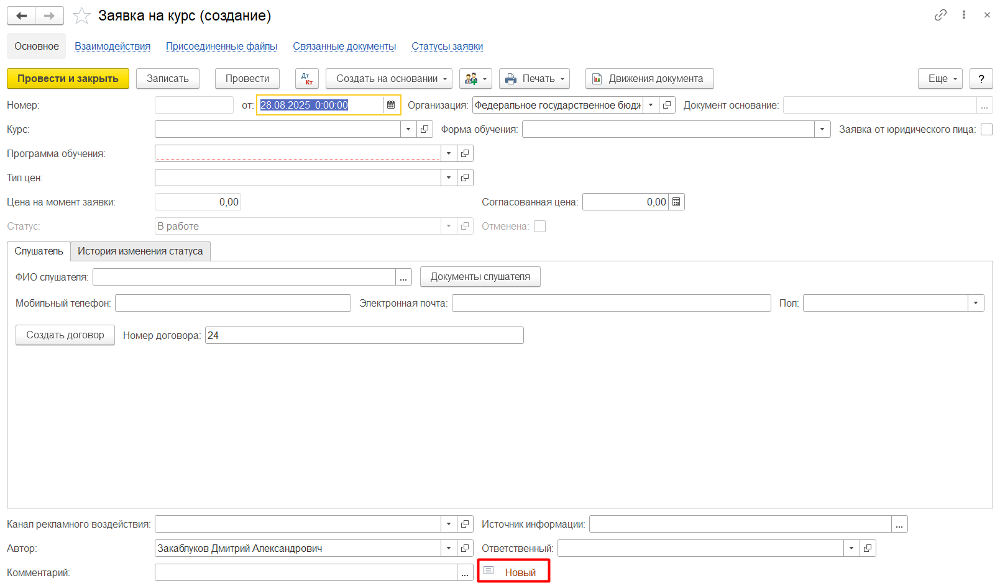 Заявка на курс (создание)
Основное Взаимодействия Присоединенные файлы Связанные документы Статусы заявки
Провести и закрыть Записать Провести Дт Кт Создать на основании Печать Движения документа Еще ?
Номер: от: 28.08.2025 0:00:00 Организация: Федеральное государственное бюдж Документ основание: ...
Курс: Форма обучения: Заявка от юридического лица:
Программа обучения:
Тип цен:
Цена на момент заявки: 0,00 Согласованная цена: 0,00
Статус: В работе Отменена:
Слушатель История изменения статуса
ФИО слушателя: ... Документы слушателя
Мобильный телефон: Электронная почта: Пол:
Создать договор Номер договора: 24
Канал рекламного воздействия: Источник информации: ...
Автор: Закаблуков Дмитрий Александрович Ответственный:
Комментарий: ... Новый